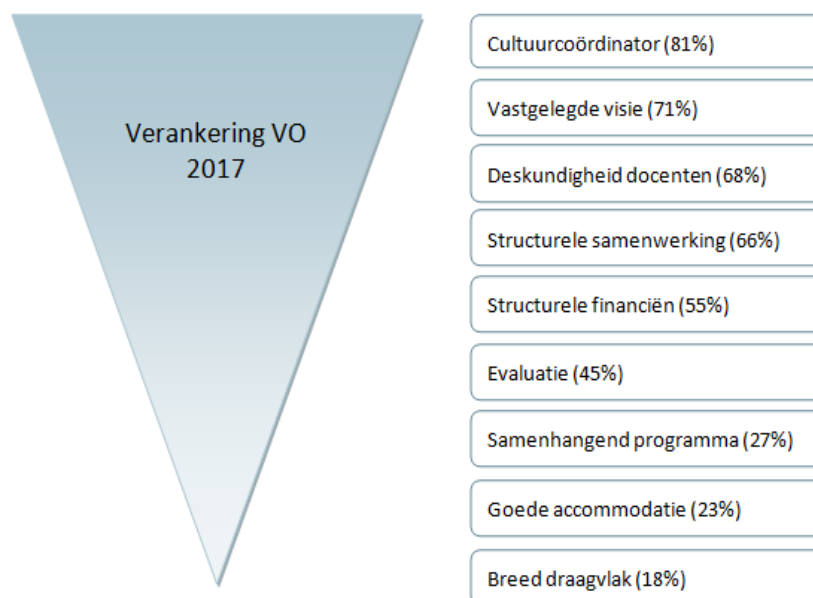 Verankering VO
2017
Cultuurcoördinator (81%)
Vastgelegde visie (71%)
Deskundigheid docenten (68%)
Structurele samenwerking (66%)
Structurele financiën (55%)
Evaluatie (45%)
Samenhangend programma (27%)
Goede accommodatie (23%)
Breed draagvlak (18%)